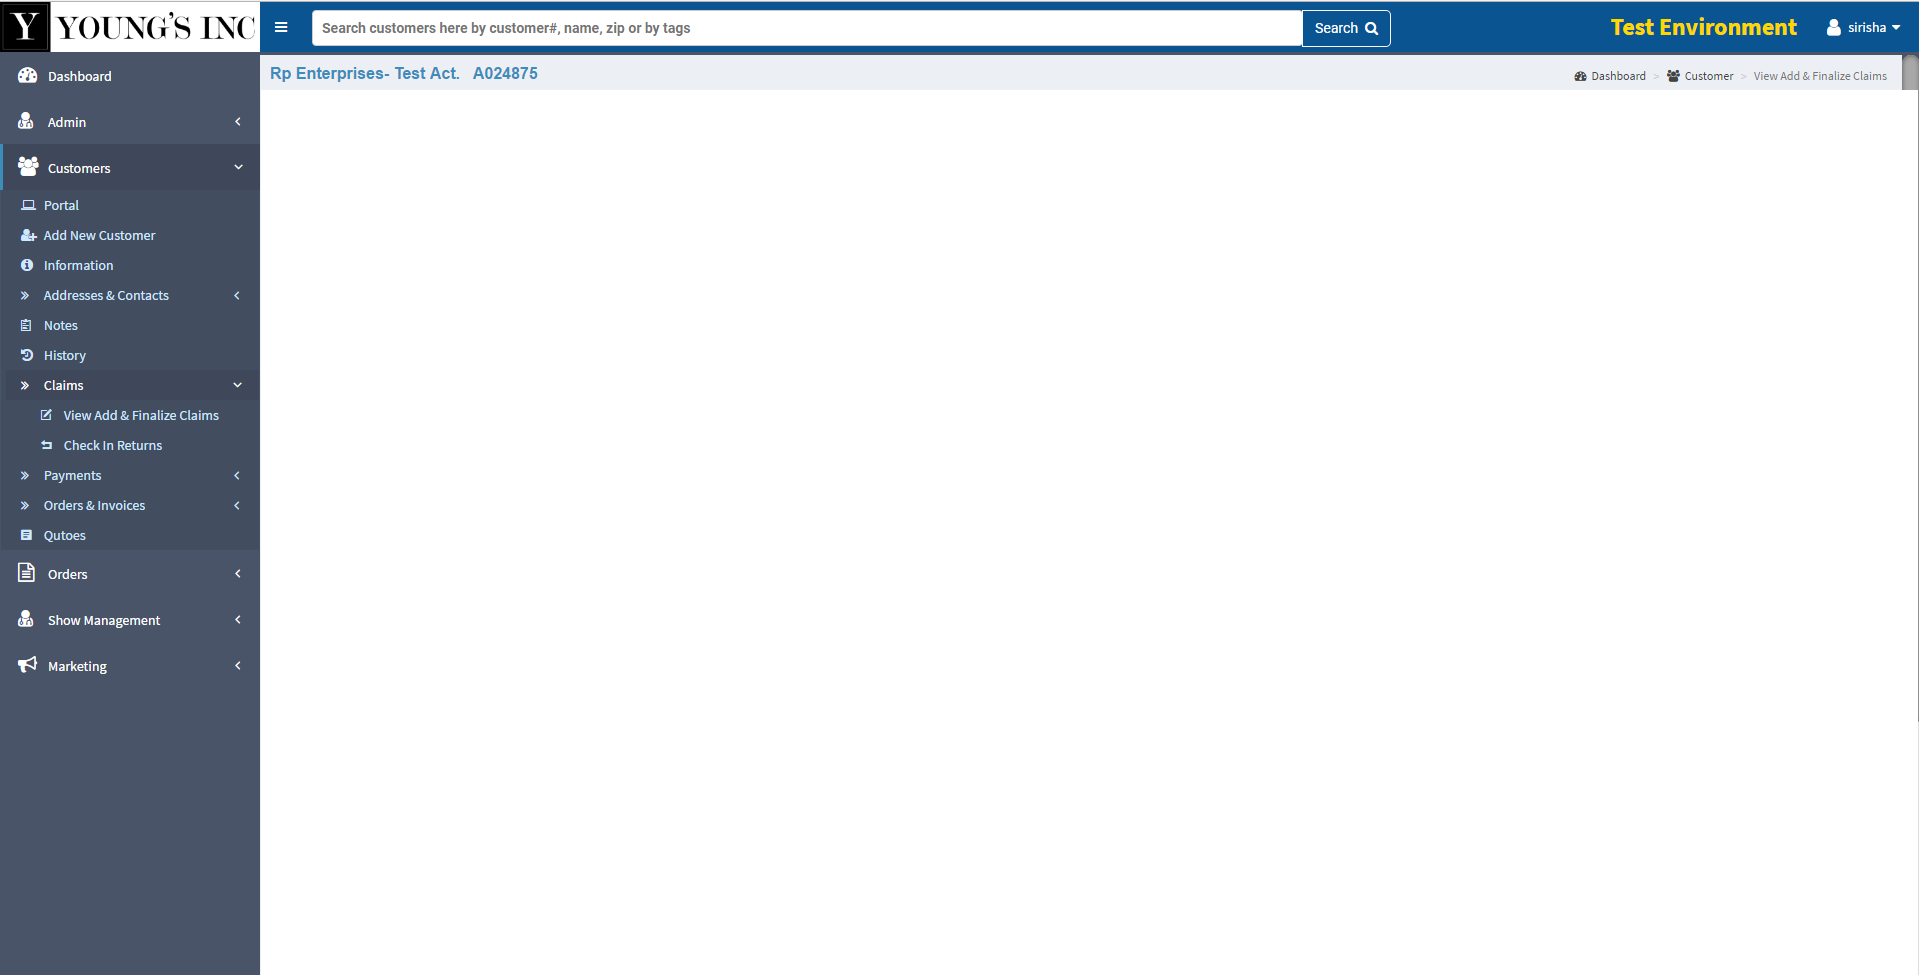 Y YOUNG'S INC
Search customers here by customer#, name, zip or by tags
Search
Test Environment
sirisha
Rp Enterprises- Test Act. A024875
Dashboard > Customer > View Add & Finalize Claims
Dashboard
Admin
Customers
Portal
Add New Customer
Information
Addresses & Contacts
Notes
History
Claims
View Add & Finalize Claims
Check In Returns
Payments
Orders & Invoices
Qutoes
Orders
Show Management
Marketing